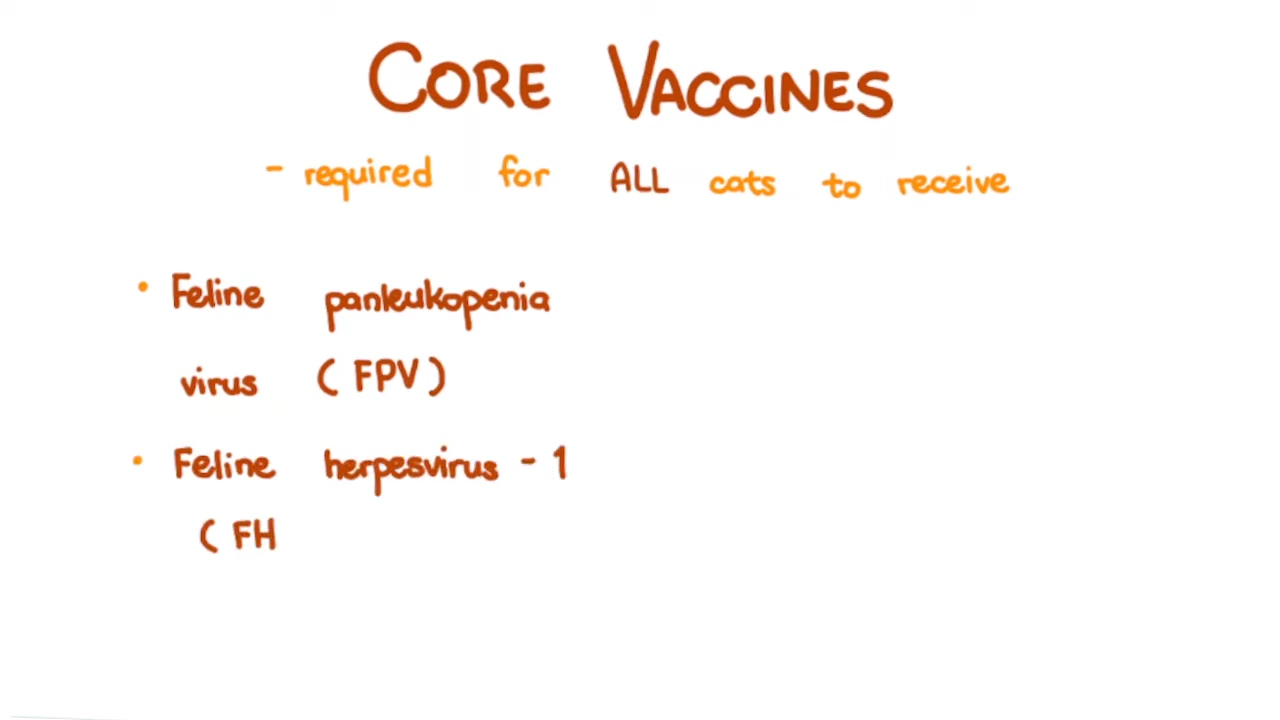 CORE VACCINES
- required for ALL cats to receive
• Feline panleukopenia
virus (FPV)
• Feline herpesvirus - 1
(FH